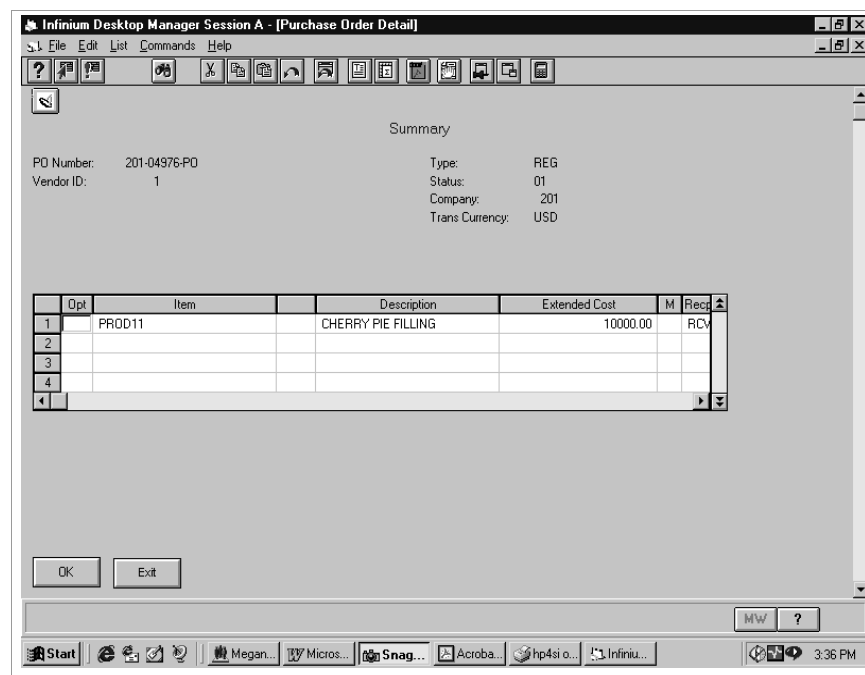 Infinium Desktop Manager Session A - [Purchase Order Detail]
File Edit List Commands Help
Summary
PO Number: 201-04976-PO Type: REG
Vendor ID: 1 Status: 01
Company: 201
Trans Currency: USD
Opt Item Description Extended Cost M Recp
1 PROD11 CHERRY PIE FILLING 10000.00 RCV
2
3
4
OK Exit
MW ?
Start Megan... Micros... Snag... Acroba... hp4si o... Infiniu... 3:36 PM